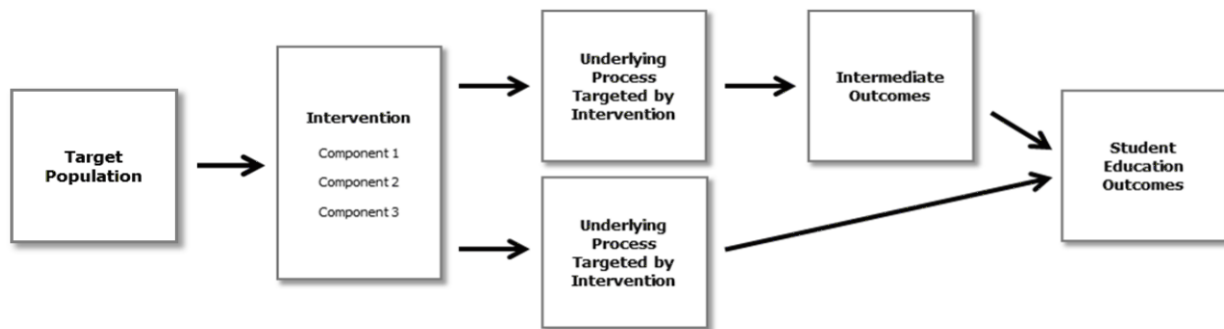 Target
Population
Intervention
Component 1
Component 2
Component 3
Underlying
Process
Targeted by
Intervention
Underlying
Process
Targeted by
Intervention
Intermediate
Outcomes
Student
Education
Outcomes